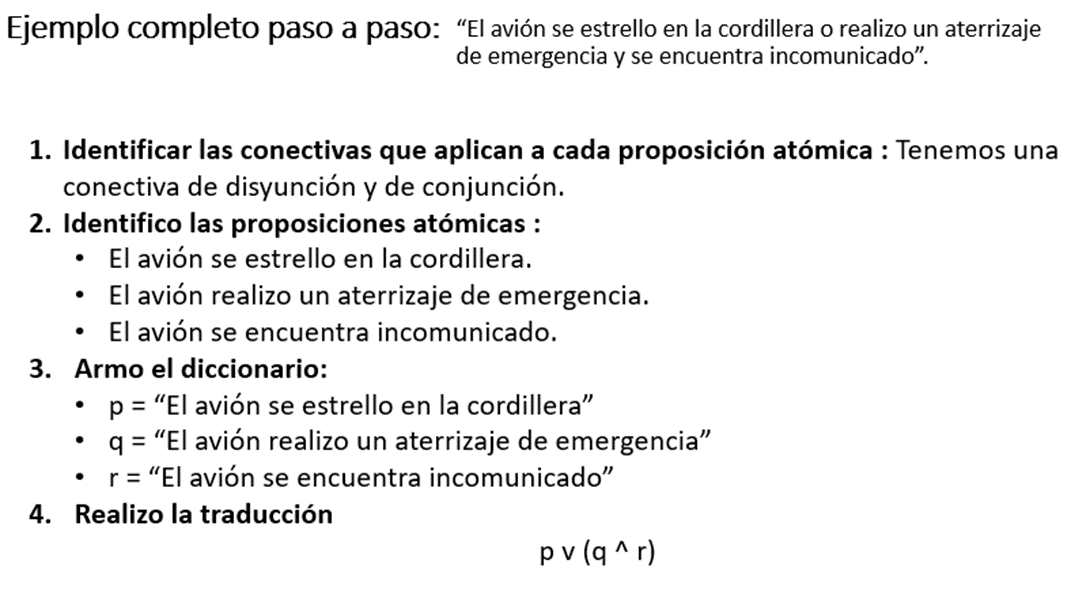 Ejemplo completo paso a paso: “El avión se estrello en la cordillera o realizo un aterrizaje
de emergencia y se encuentra incomunicado”.
1. Identificar las conectivas que aplican a cada proposición atómica : Tenemos una
conectiva de disyunción y de conjunción.
2. Identifico las proposiciones atómicas :
• El avión se estrello en la cordillera.
• El avión realizo un aterrizaje de emergencia.
• El avión se encuentra incomunicado.
3. Armo el diccionario:
• p = “El avión se estrello en la cordillera”
• q = “El avión realizo un aterrizaje de emergencia”
• r = “El avión se encuentra incomunicado”
4. Realizo la traducción
p v (q ^ r)